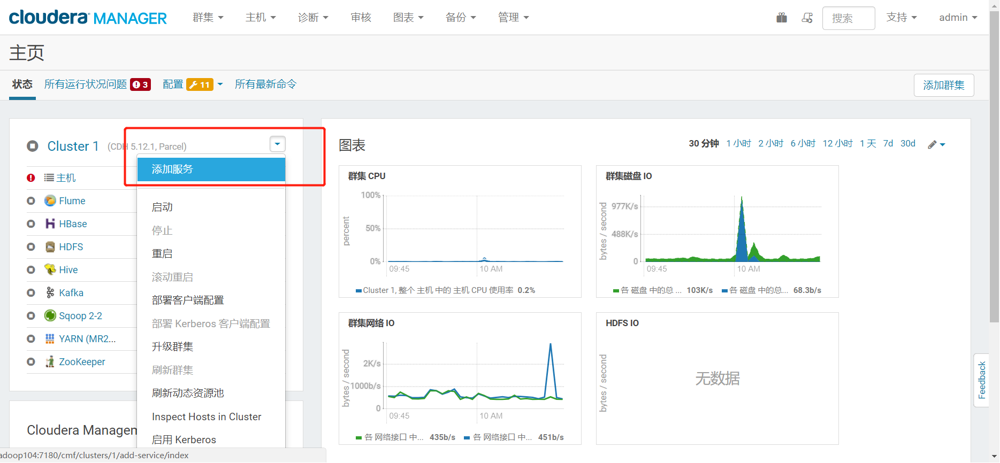 cloudera MANAGER 群集 主机 诊断 审核 图表 备份 管理 搜索 支持 admin
主页
状态 所有运行状况问题 3 配置 11 所有最新命令 添加群集
Cluster 1 (CDH 5.12.1, Parcel)
添加服务
主机
Flume
HBase
HDFS
Hive
Kafka
Sqoop 2-2
YARN (MR2...
ZooKeeper
启动
停止
重启
滚动重启
部署客户端配置
部署 Kerberos 客户端配置
升级群集
刷新群集
刷新动态资源池
Inspect Hosts in Cluster
启用 Kerberos
Cloudera Managem
adoop104:7180/cmf/clusters/1/add-service/index
图表 30 分钟 1 小时 2 小时 6 小时 12 小时 1 天 7d 30d
群集 CPU
percent
100%
50%
0%
09:45 10 AM
Cluster 1, 整个 主机 中的 主机 CPU 使用率 0.2%
群集磁盘 IO
bytes / second
977K/s
488K/s
0
09:45 10 AM
各 磁盘 中的总 ... 103K/s 各 磁盘 中的总... 68.3b/s
群集网络 IO
bytes / second
2K/s
1000b/s
0
09:45 10 AM
各 网络接口 中... 435b/s 各 网络接口 中... 451b/s
HDFS IO
bytes / second
无数据
Feedback